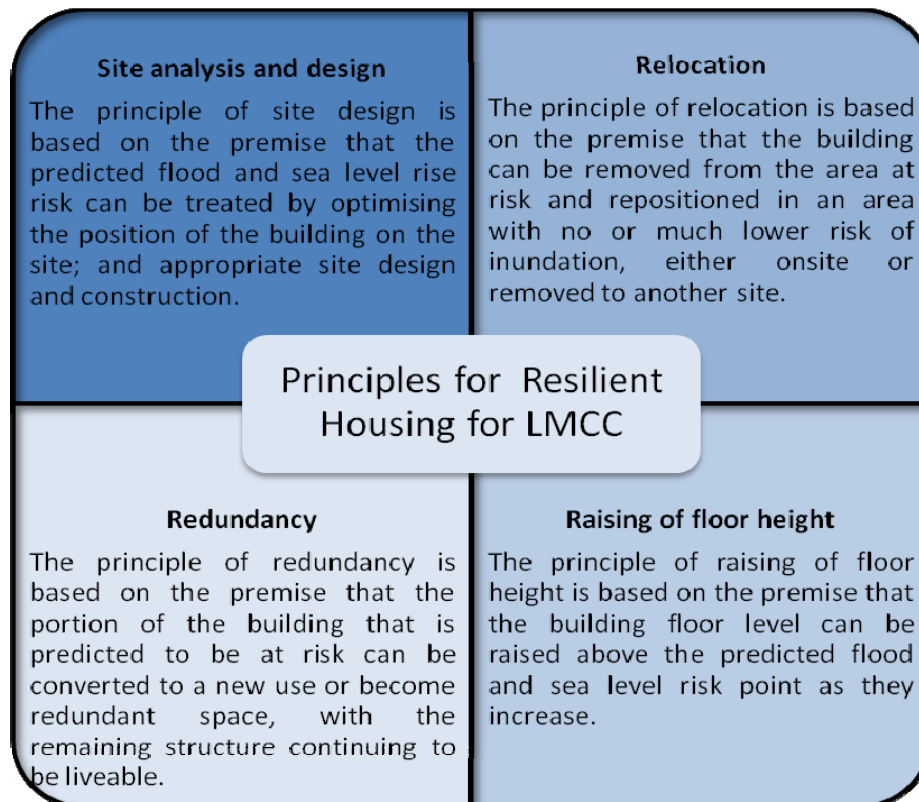 Site analysis and design
The principle of site design is
based on the premise that the
predicted flood and sea level rise
risk can be treated by optimising
the position of the building on the
site; and appropriate site design
and construction.
Relocation
The principle of relocation is based
on the premise that the building
can be removed from the area at
risk and repositioned in an area
with no or much lower risk of
inundation, either onsite or
removed to another site.
Principles for Resilient
Housing for LMCC
Redundancy
The principle of redundancy is
based on the premise that the
portion of the building that is
predicted to be at risk can be
converted to a new use or become
redundant space, with the
remaining structure continuing to
be liveable.
Raising of floor height
The principle of raising of floor
height is based on the premise that
the building floor level can be
raised above the predicted flood
and sea level risk point as they
increase.